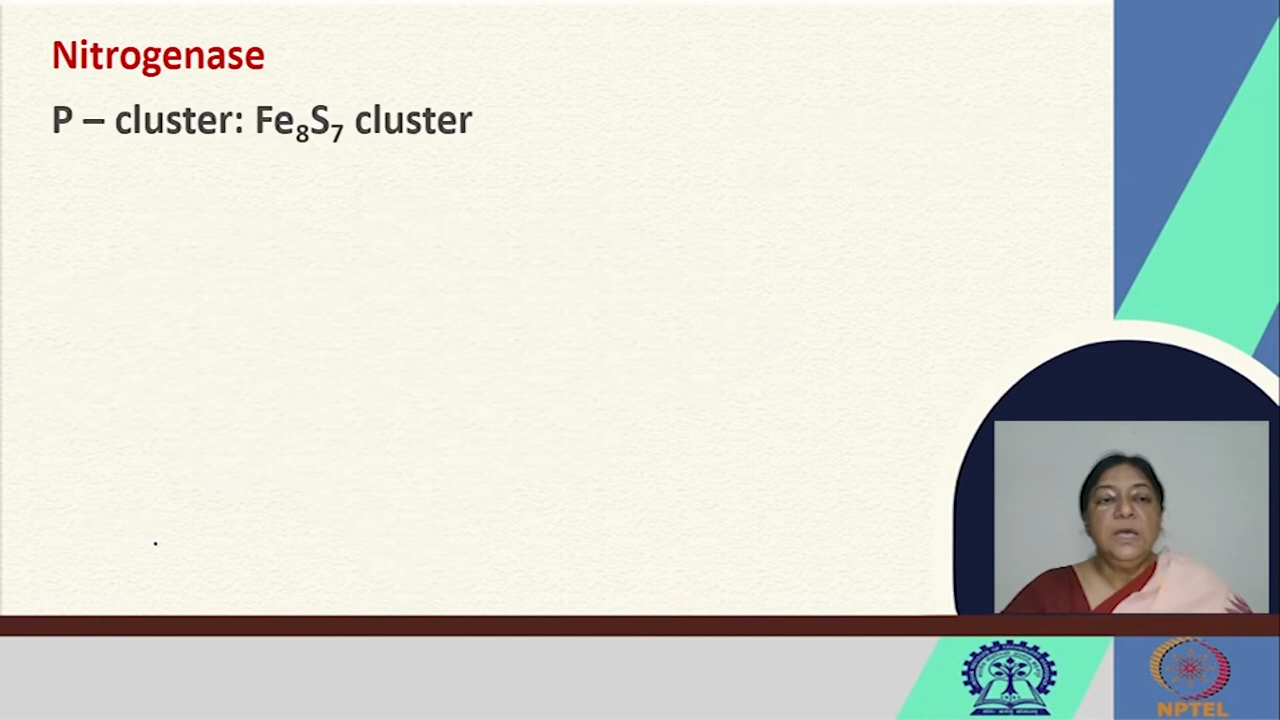 Nitrogenase
P – cluster: Fe₈S₇ cluster
NPTEL